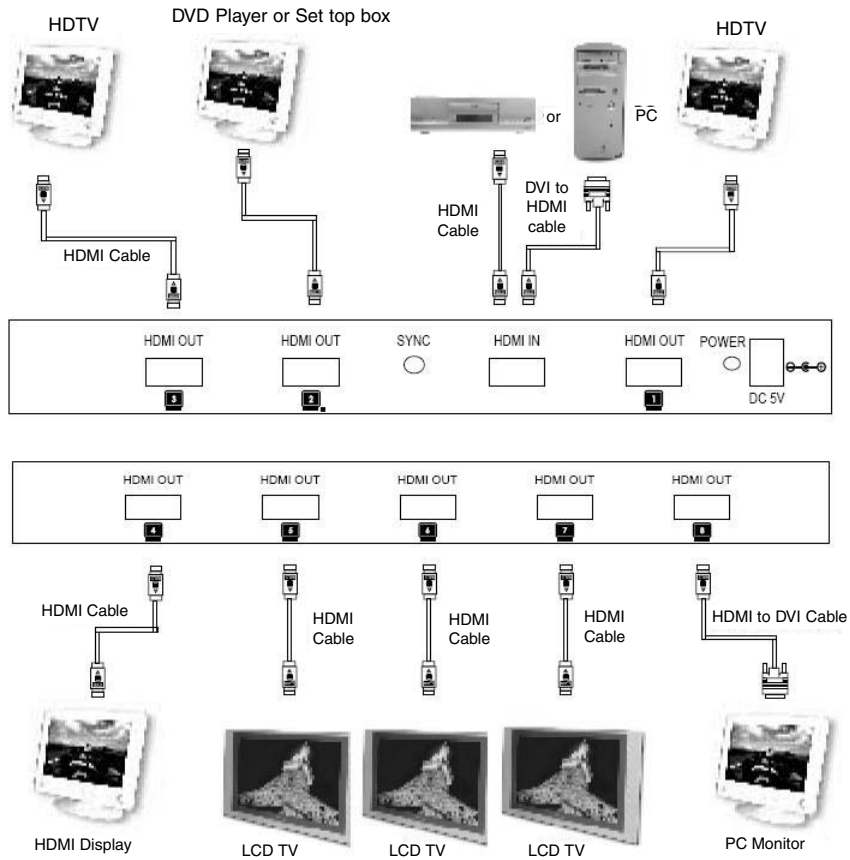 HDTV
DVD Player or Set top box
HDTV
or
PC
HDMI Cable
HDMI
Cable
DVI to
HDMI
cable
HDMI OUT
HDMI OUT
SYNC
HDMI IN
HDMI OUT
POWER
3
2
1
DC 5V
HDMI OUT
HDMI OUT
HDMI OUT
HDMI OUT
HDMI OUT
4
5
6
7
8
HDMI Cable
HDMI
Cable
HDMI
Cable
HDMI
Cable
HDMI to DVI Cable
HDMI Display
LCD TV
LCD TV
LCD TV
PC Monitor